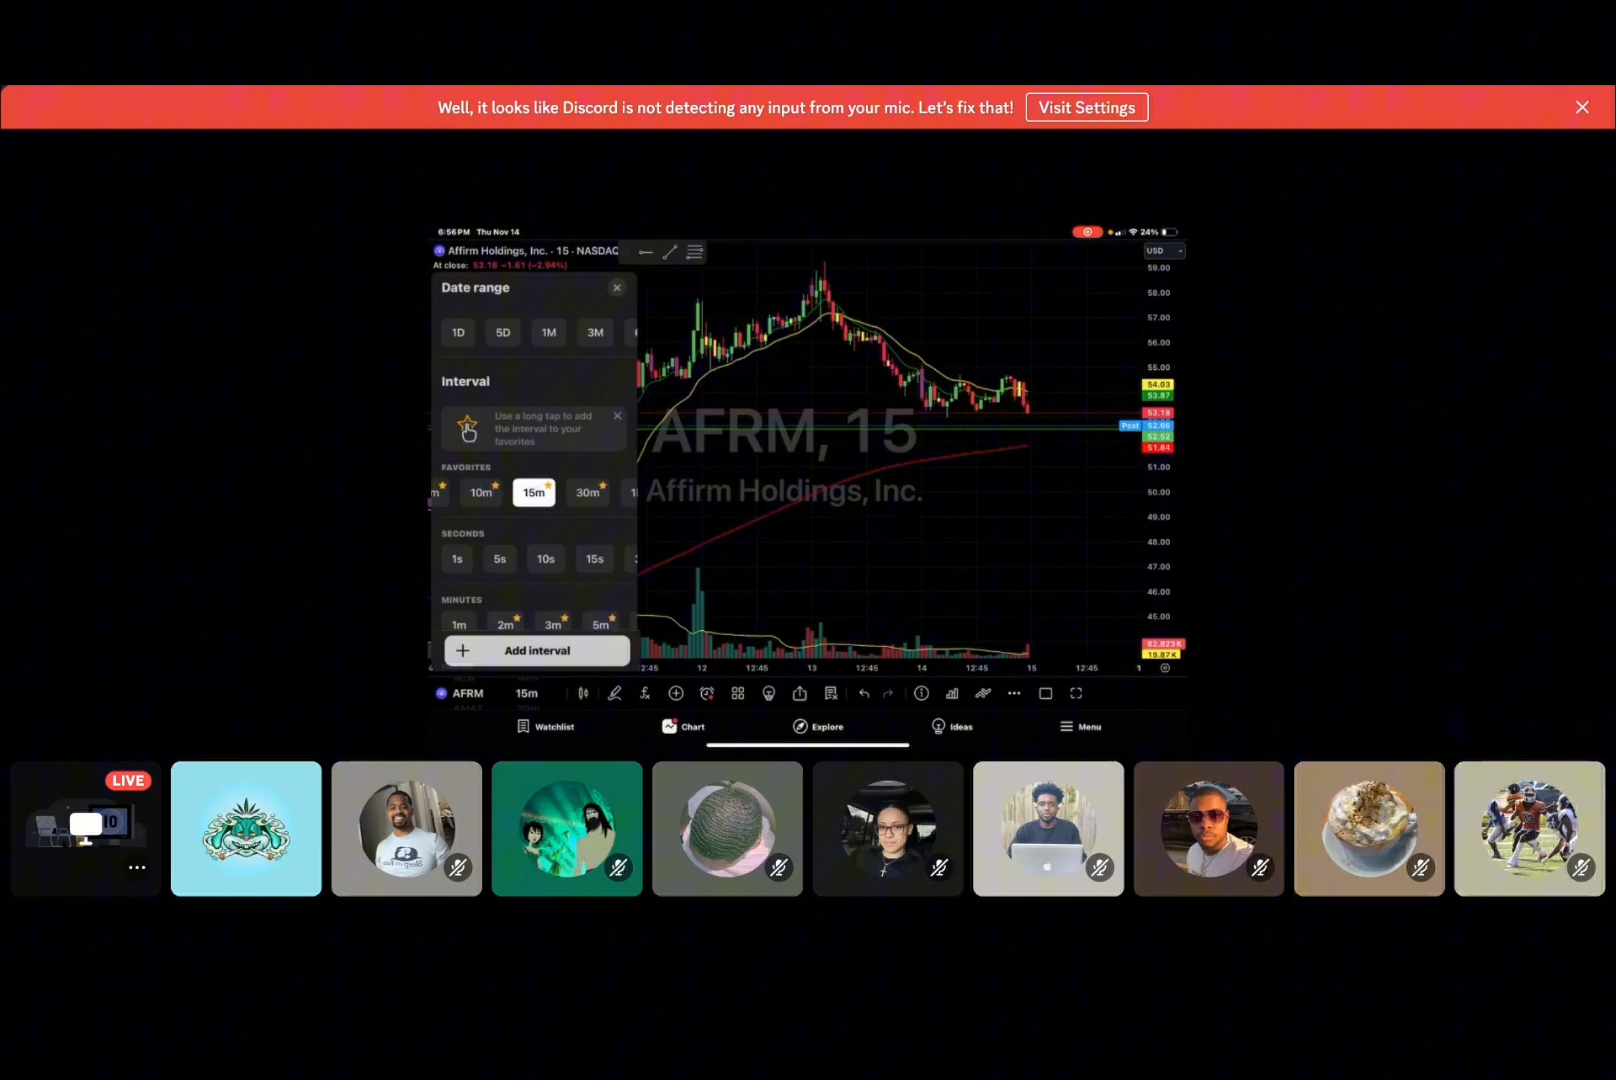 Well, it looks like Discord is not detecting any input from your mic. Let's fix that!
Visit Settings
6:56 PM Thu Nov 14
24%
Affirm Holdings, Inc. · 15 · NASDAQ
USD
At close: 53.18 −1.61 (−2.94%)
Date range
1D 5D 1M 3M
Interval
Use a long tap to add
the interval to your
favorites
FAVORITES
m 10m 15m 30m
SECONDS
1s 5s 10s 15s
MINUTES
1m 2m 3m 5m
Add interval
AFRM, 15
Affirm Holdings, Inc.
59.00
58.00
57.00
56.00
55.00
54.03
53.87
53.18
Post 52.66
52.52
51.84
51.00
50.00
49.00
48.00
47.00
46.00
45.00
62.823K
19.87K
2:45 12 12:45 13 12:45 14 12:45 15 12:45 1
AFRM 15m
Watchlist Chart Explore Ideas Menu
LIVE
10